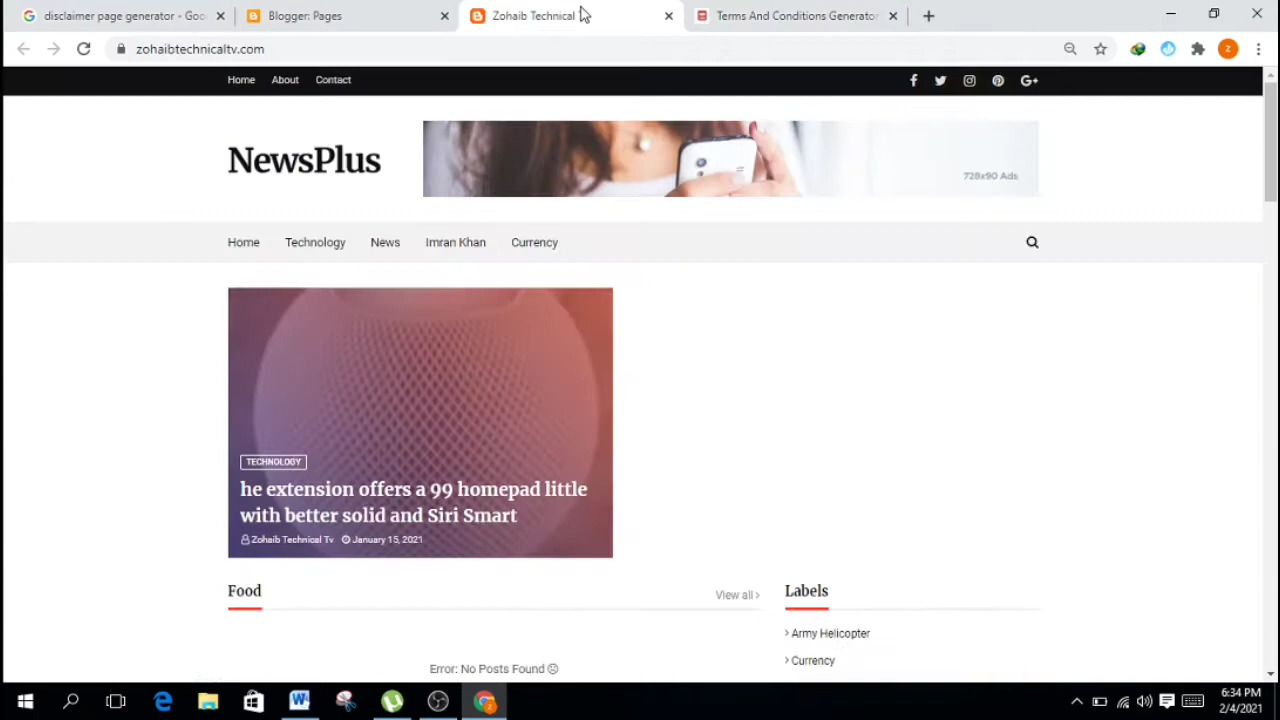 disclaimer page generator - Goo
Blogger: Pages
Zohaib Technical
Terms And Conditions Generator
zohaibtechnicaltv.com
Z
Home About Contact
G+
NewsPlus
728x90 Ads
Home Technology News Imran Khan Currency
TECHNOLOGY
he extension offers a 99 homepad little
with better solid and Siri Smart
Zohaib Technical Tv January 15, 2021
Food
View all ›
Labels
Error: No Posts Found ☹
› Army Helicopter
› Currency
6:34 PM
2/4/2021